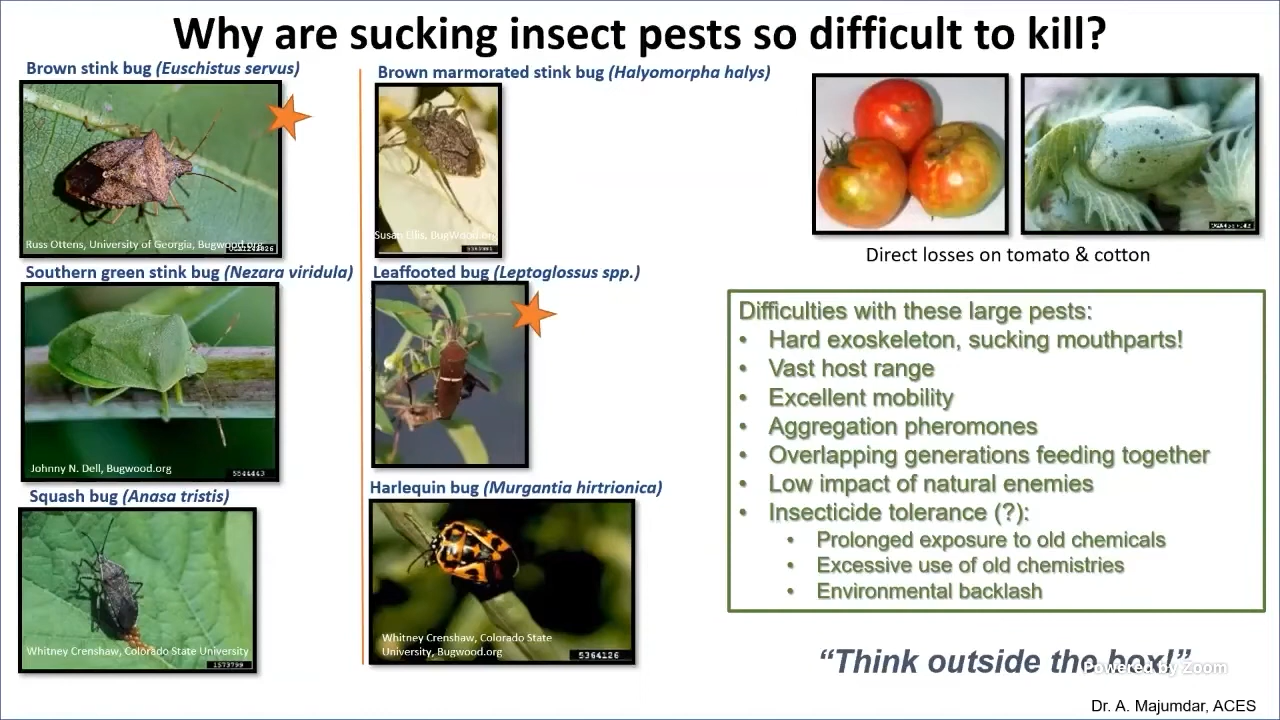 Why are sucking insect pests so difficult to kill?
Brown stink bug (Euschistus servus)
Russ Ottens, University of Georgia, Bugwood.org
Southern green stink bug (Nezara viridula)
Johnny N. Dell, Bugwood.org
5544463
Squash bug (Anasa tristis)
Whitney Crenshaw, Colorado State University
1573799
Brown marmorated stink bug (Halyomorpha halys)
Susan Ellis, BugWood.org
Leaffooted bug (Leptoglossus spp.)
Harlequin bug (Murgantia hirtrionica)
Whitney Crenshaw, Colorado State
University, Bugwood.org
5364126
Direct losses on tomato & cotton
Difficulties with these large pests:
• Hard exoskeleton, sucking mouthparts!
• Vast host range
• Excellent mobility
• Aggregation pheromones
• Overlapping generations feeding together
• Low impact of natural enemies
• Insecticide tolerance (?):
• Prolonged exposure to old chemicals
• Excessive use of old chemistries
• Environmental backlash
“Think outside the box!”
Powered by Zoom
Dr. A. Majumdar, ACES